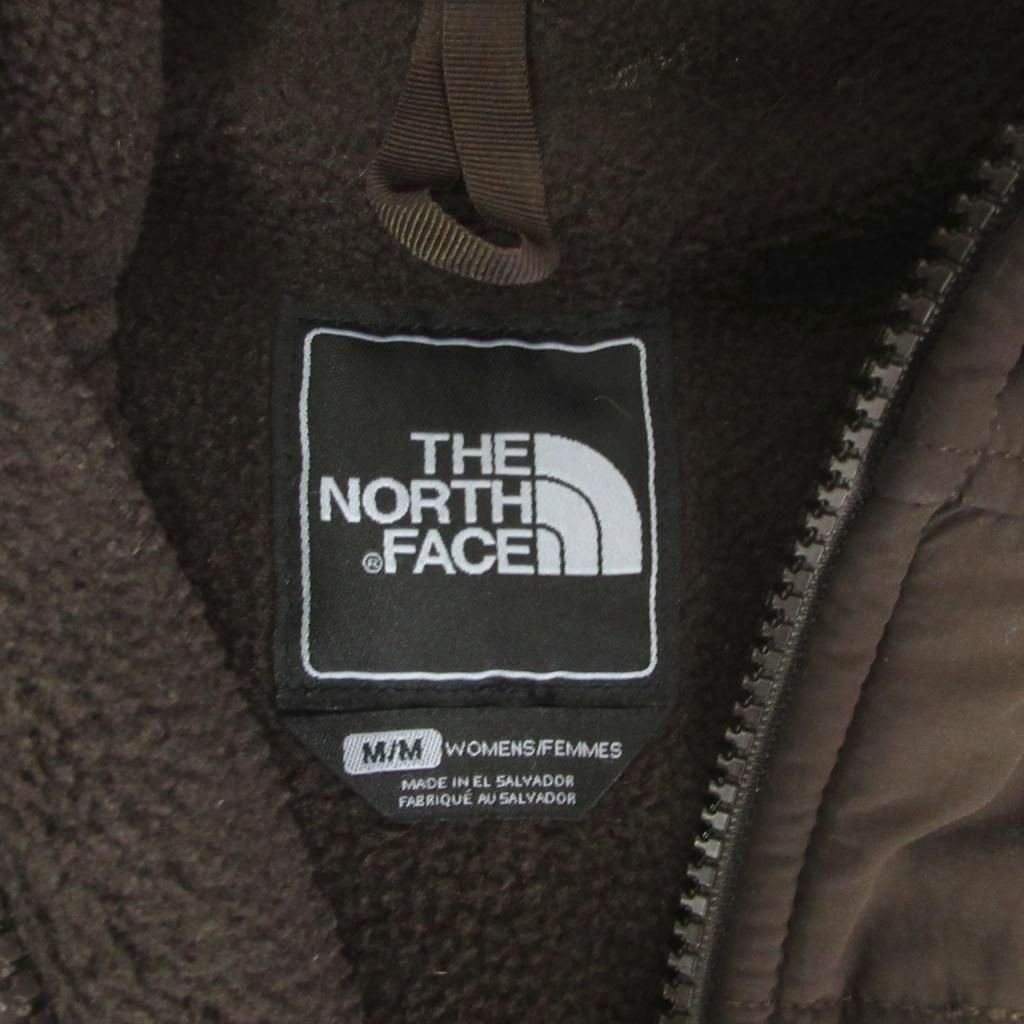 THE
NORTH
®FACE
M/M WOMENS/FEMMES
MADE IN EL SALVADOR
FABRIQUÉ AU SALVADOR